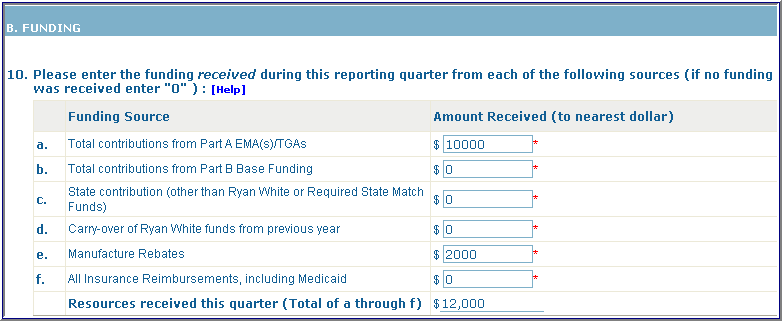 B. FUNDING
10. Please enter the funding received during this reporting quarter from each of the following sources (if no funding
was received enter "0" ) : [Help]
Funding Source Amount Received (to nearest dollar)
a. Total contributions from Part A EMA(s)/TGAs $ 10000 *
b. Total contributions from Part B Base Funding $ 0 *
State contribution (other than Ryan White or Required State Match
c. $ 0 *
Funds)
d. Carry-over of Ryan White funds from previous year $ 0 *
e. Manufacture Rebates $ 2000 *
f. All Insurance Reimbursements, including Medicaid $ 0 *
Resources received this quarter (Total of a through f) $12,000